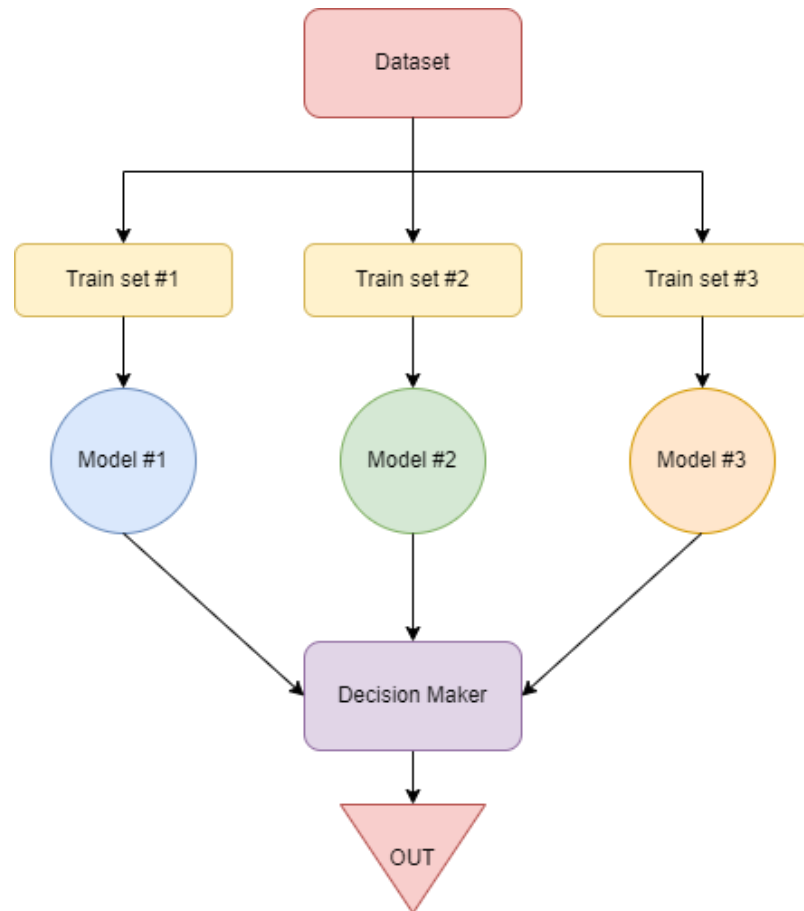 Dataset
Train set #1
Train set #2
Train set #3
Model #1
Model #2
Model #3
Decision Maker
OUT